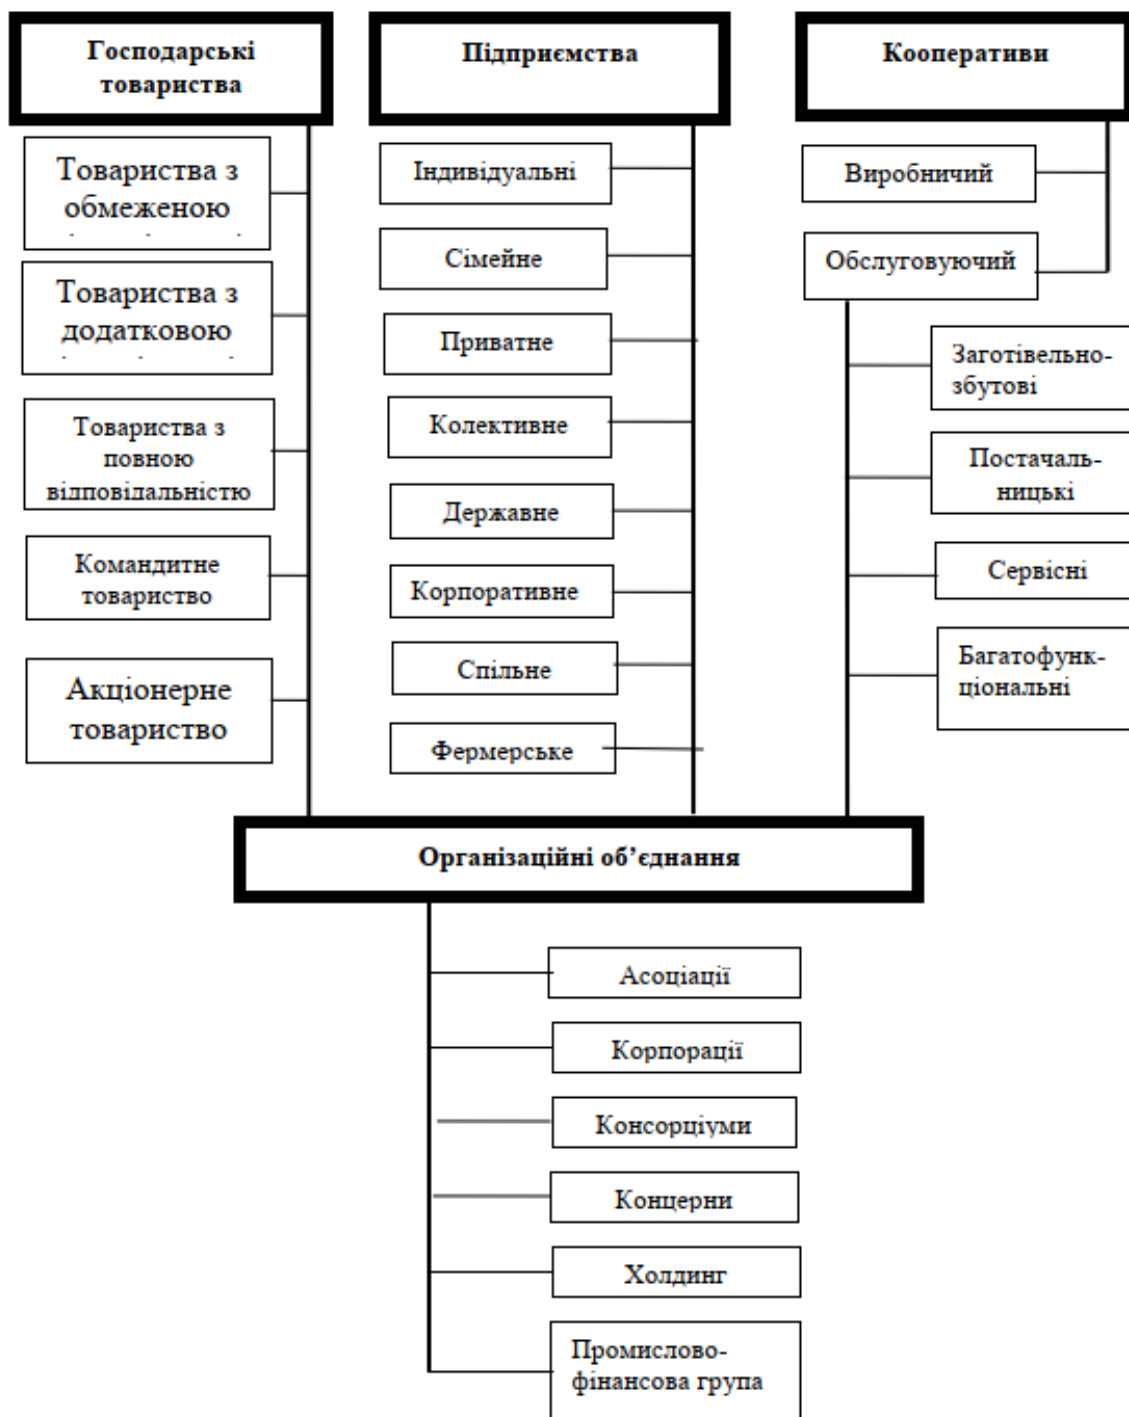 Господарські
товариства
Товариства з
обмеженою
Товариства з
додатковою
Товариства з
повною
відповідальністю
Командитне
товариство
Акціонерне
товариство
Підприємства
Індивідуальні
Сімейне
Приватне
Колективне
Державне
Корпоративне
Спільне
Фермерське
Кооперативи
Виробничий
Обслуговуючий
Заготівельно-
збутові
Постачаль-
ницькі
Сервісні
Багатофунк-
ціональні
Організаційні об’єднання
Асоціації
Корпорації
Консорціуми
Концерни
Холдинг
Промислово-
фінансова група